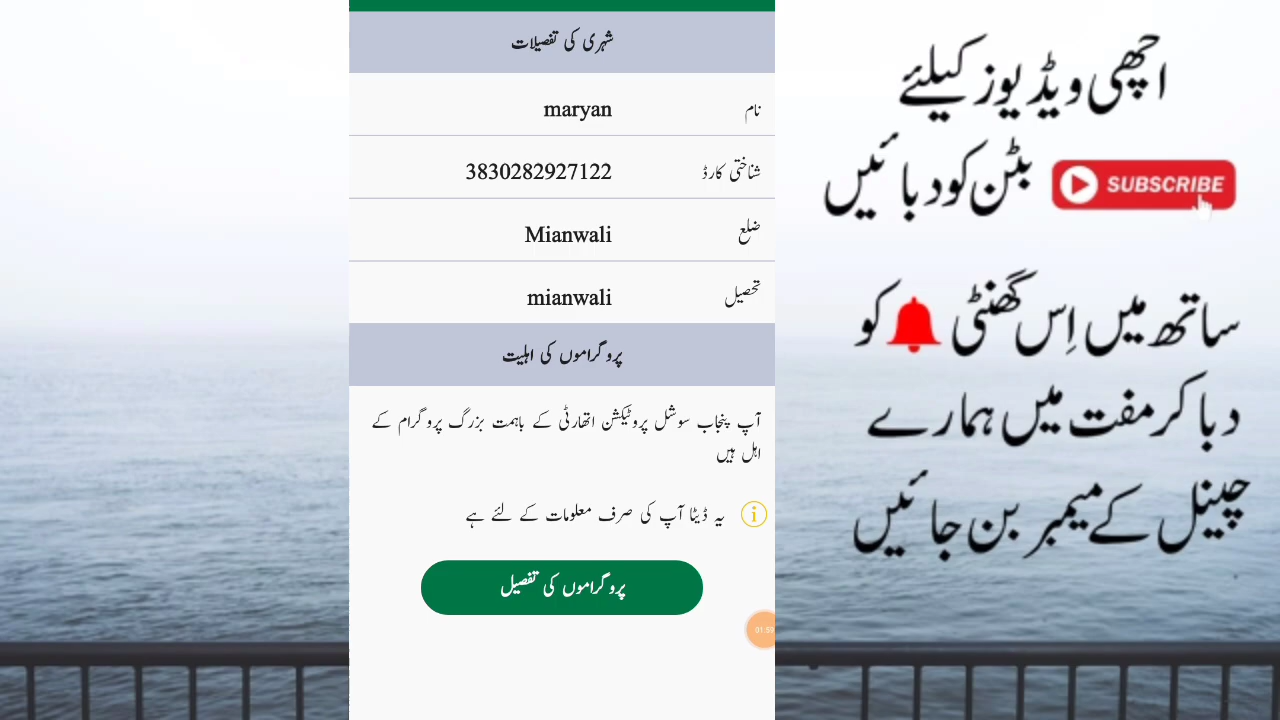 شہری کی تفصیلات
نام maryan
شناختی کارڈ 3830282927122
ضلع Mianwali
تحصیل mianwali
پروگراموں کی اہلیت
آپ پنجاب سوشل پروٹیکشن اتھارٹی کے باہمت بزرگ پروگرام کے
اہل ہیں
یہ ڈیٹا آپ کی صرف معلومات کے لئے ہے
پروگراموں کی تفصیل
01:59
اچھی ویڈیوز کیلئے
SUBSCRIBE بٹن کو دبائیں
ساتھ میں اِس گھنٹی کو
دبا کر مفت میں ہمارے
چینل کے میمبر بن جائیں